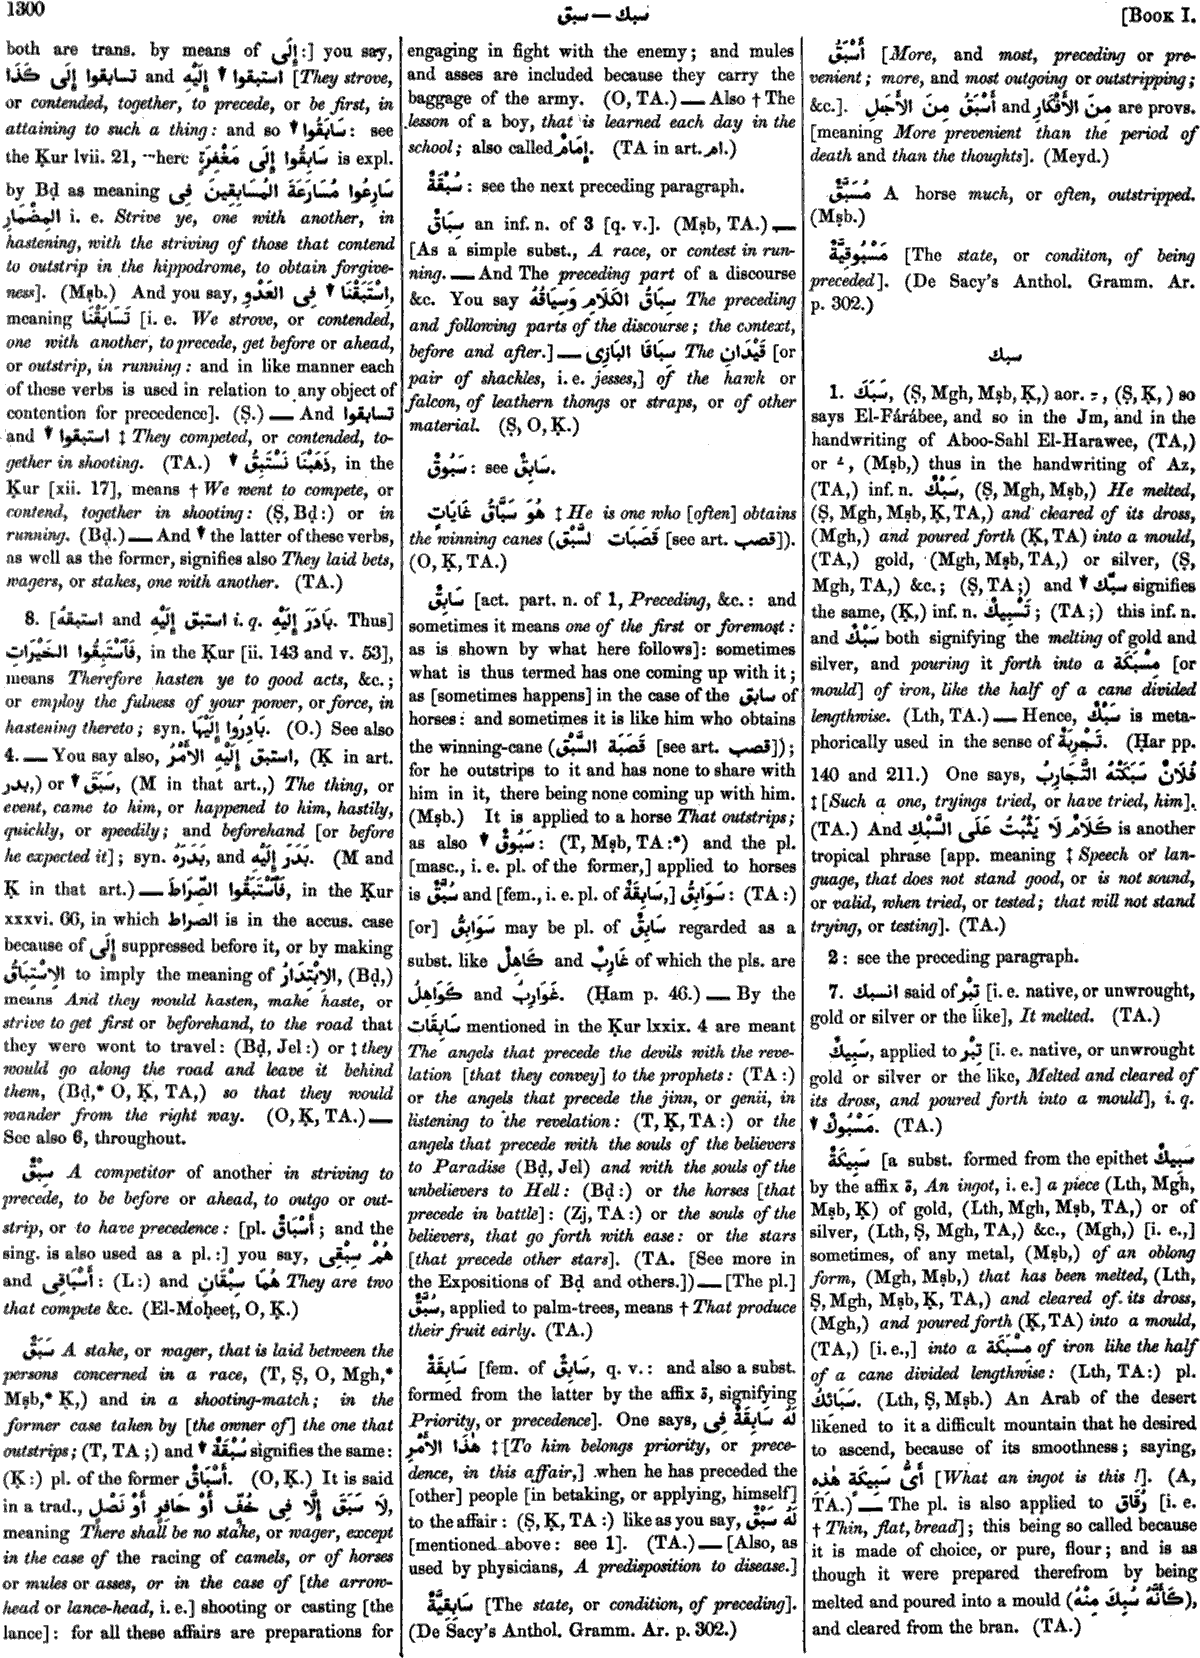 1300
سبق — سبك
[BOOK I.
both are trans. by means of إِلَى:] you say,
تسابقوا إِلَى كَذَا and استبقوا ▼ إِلَيْهِ [They strove,
or contended, together, to precede, or be first, in
attaining to such a thing: and so ▼ سَابَقُوا: see
the Ḳur lvii. 21, where سَابِقُوا إِلَى مَغْفِرَةٍ is expl.
by Bḍ as meaning سَارِعُوا مُسَارَعَةَ المُسَابِقِينَ فِى
المِضْمَارِ i. e. Strive ye, one with another, in
hastening, with the striving of those that contend
to outstrip in the hippodrome, to obtain forgive-
ness]. (Mṣb.) And you say, اِسْتَبَقْنَا ▼ فِى العَدْوِ,
meaning تَسَابَقْنَا [i. e. We strove, or contended,
one with another, to precede, get before or ahead,
or outstrip, in running: and in like manner each
of these verbs is used in relation to any object of
contention for precedence]. (Ṣ.) — And تسابقوا
and ▼ استبقوا ‡ They competed, or contended, to-
gether in shooting. (TA.) ▼ ذَهَبْنَا نَسْتَبِقُ, in the
Ḳur [xii. 17], means † We went to compete, or
contend, together in shooting: (Ṣ, Bḍ:) or in
running. (Bḍ.) — And ▼ the latter of these verbs,
as well as the former, signifies also They laid bets,
wagers, or stakes, one with another. (TA.)
8. [استبقهُ and استبق إِلَيْهِ i. q. بَادَرَ إِلَيْهِ. Thus]
فَٱسْتَبِقُوا الخَيْرَاتِ, in the Ḳur [ii. 143 and v. 53],
means Therefore hasten ye to good acts, &c.;
or employ the fulness of your power, or force, in
hastening thereto; syn. بَادِرُوا إِلَيْهَا. (O.) See also
4. — You say also, استبق إِلَيْهِ الأَمْرُ, (Ḳ in art.
بدر,) or ▼ سَبَقَ, (M in that art.,) The thing, or
event, came to him, or happened to him, hastily,
quickly, or speedily; and beforehand [or before
he expected it]; syn. بَدَرَهُ, and بَدَرَ إِلَيْهِ. (M and
Ḳ in that art.) — فَٱسْتَبَقُوا الصِّرَاطَ, in the Ḳur
xxxvi. 66, in which الصراط is in the accus. case
because of إِلَى suppressed before it, or by making
الاِسْتِبَاقُ to imply the meaning of الاِبْتِدَارُ, (Bḍ,)
means And they would hasten, make haste, or
strive to get first or beforehand, to the road that
they were wont to travel: (Bḍ, Jel:) or ‡ they
would go along the road and leave it behind
them, (Bḍ,* O, Ḳ, TA,) so that they would
wander from the right way. (O, Ḳ, TA.) —
See also 6, throughout.
سِبْقٌ A competitor of another in striving to
precede, to be before or ahead, to outgo or out-
strip, or to have precedence: [pl. أَسْبَاقٌ; and the
sing. is also used as a pl.:] you say, هُمْ سِبْقِى
and أَسْبَاقِى: (L:) and هُمَا سِبْقَانِ They are two
that compete &c. (El-Moḥeeṭ, O, Ḳ.)
سَبَقٌ A stake, or wager, that is laid between the
persons concerned in a race, (T, Ṣ, O, Mgh,*
Mṣb,* Ḳ,) and in a shooting-match; in the
former case taken by [the owner of] the one that
outstrips; (T, TA;) and ▼ سُبْقَةٌ signifies the same:
(Ḳ:) pl. of the former أَسْبَاقٌ. (O, Ḳ.) It is said
in a trad., لَا سَبَقَ إِلَّا فِى خُفٍّ أَوْ حَافِرٍ أَوْ نَصْلٍ,
meaning There shall be no stake, or wager, except
in the case of the racing of camels, or of horses
or mules or asses, or in the case of [the arrow-
head or lance-head, i. e.] shooting or casting [the
lance]: for all these affairs are preparations for
engaging in fight with the enemy; and mules
and asses are included because they carry the
baggage of the army. (O, TA.) — Also † The
lesson of a boy, that is learned each day in the
school; also called إِمَامٌ. (TA in art. ام.)
سُبْقَةٌ: see the next preceding paragraph.
سِبَاقٌ an inf. n. of 3 [q. v.]. (Mṣb, TA.) —
[As a simple subst., A race, or contest in run-
ning. — And The preceding part of a discourse
&c. You say سِبَاقُ الكَلَامِ وَسِيَاقُهُ The preceding
and following parts of the discourse; the context,
before and after.] — سِبَاقَا البَازِى The قَيْدَانِ [or
pair of shackles, i. e. jesses,] of the hawk or
falcon, of leathern thongs or straps, or of other
material. (Ṣ, O, Ḳ.)
سَبُوقٌ: see سَابِقٌ.
هُوَ سَبَّاقُ غَايَاتٍ ‡ He is one who [often] obtains
the winning canes (قَصَبَات السَّبْق [see art. قصب]).
(O, Ḳ, TA.)
سَابِقٌ [act. part. n. of 1, Preceding, &c.: and
sometimes it means one of the first or foremost:
as is shown by what here follows]: sometimes
what is thus termed has one coming up with it;
as [sometimes happens] in the case of the سابق of
horses: and sometimes it is like him who obtains
the winning-cane (قَصَبَة السَّبْق [see art. قصب]);
for he outstrips to it and has none to share with
him in it, there being none coming up with him.
(Mṣb.) It is applied to a horse That outstrips;
as also ▼ سَبُوقٌ: (T, Mṣb, TA:*) and the pl.
[masc., i. e. pl. of the former,] applied to horses
is سُبَّقٌ and [fem., i. e. pl. of سَابِقَةٌ,] سَوَابِقُ: (TA:)
[or] سَوَابِقُ may be pl. of سَابِقٌ regarded as a
subst. like كَاهِلٌ and غَارِبٌ of which the pls. are
كَوَاهِلُ and غَوَارِبُ. (Ḥam p. 46.) — By the
سَابِقَات mentioned in the Ḳur lxxix. 4 are meant
The angels that precede the devils with the reve-
lation [that they convey] to the prophets: (TA:)
or the angels that precede the jinn, or genii, in
listening to the revelation: (T, Ḳ, TA:) or the
angels that precede with the souls of the believers
to Paradise (Bḍ, Jel) and with the souls of the
unbelievers to Hell: (Bḍ:) or the horses [that
precede in battle]: (Zj, TA:) or the souls of the
believers, that go forth with ease: or the stars
[that precede other stars]. (TA. [See more in
the Expositions of Bḍ and others.]) — [The pl.]
سُبَّقٌ, applied to palm-trees, means † That produce
their fruit early. (TA.)
سَابِقَةٌ [fem. of سَابِقٌ, q. v.: and also a subst.
formed from the latter by the affix ة, signifying
Priority, or precedence]. One says, لَهُ سَابِقَةٌ فِى
هٰذَا الأَمْرِ ‡ [To him belongs priority, or prece-
dence, in this affair,] when he has preceded the
[other] people [in betaking, or applying, himself]
to the affair: (Ṣ, Ḳ, TA:) like as you say, لَهُ سَبْقٌ
[mentioned above: see 1]. (TA.) — [Also, as
used by physicians, A predisposition to disease.]
سَابِقِيَّةٌ [The state, or condition, of preceding].
(De Sacy's Anthol. Gramm. Ar. p. 302.)
أَسْبَقُ [More, and most, preceding or pre-
venient; more, and most outgoing or outstripping;
&c.]. أَسْبَقُ مِنَ الأَجَلِ and مِنَ الأَفْكَارِ are provs.
[meaning More prevenient than the period of
death and than the thoughts]. (Meyd.)
مُسَبَّقٌ A horse much, or often, outstripped.
(Mṣb.)
مَسْبُوقِيَّةٌ [The state, or conditon, of being
preceded]. (De Sacy's Anthol. Gramm. Ar.
p. 302.)
سبك
1. سَبَكَ, (Ṣ, Mgh, Mṣb, Ḳ,) aor. ـِ, (Ṣ, Ḳ,) so
says El-Fárábee, and so in the Jm, and in the
handwriting of Aboo-Sahl El-Harawee, (TA,)
or ـُ, (Mṣb,) thus in the handwriting of Az,
(TA,) inf. n. سَبْكٌ, (Ṣ, Mgh, Mṣb,) He melted,
(Ṣ, Mgh, Mṣb, Ḳ, TA,) and cleared of its dross,
(Mgh,) and poured forth (Ḳ, TA) into a mould,
(TA,) gold, (Mgh, Mṣb, TA,) or silver, (Ṣ,
Mgh, TA,) &c.; (Ṣ, TA;) and ▼ سبّك signifies
the same, (Ḳ,) inf. n. تَسْبِيكٌ; (TA;) this inf. n.
and سَبْكٌ both signifying the melting of gold and
silver, and pouring it forth into a مِسْبَكَة [or
mould] of iron, like the half of a cane divided
lengthwise. (Lth, TA.) — Hence, سَبْكٌ is meta-
phorically used in the sense of تَجْرِبَةٌ. (Ḥar pp.
140 and 211.) One says, فُلَانٌ سَبَكَتْهُ التَّجَارِبُ
‡ [Such a one, tryings tried, or have tried, him].
(TA.) And كَلَامٌ لَا يَثْبُتُ عَلَى السَّبْكِ is another
tropical phrase [app. meaning ‡ Speech or lan-
guage, that does not stand good, or is not sound,
or valid, when tried, or tested; that will not stand
trying, or testing]. (TA.)
2: see the preceding paragraph.
7. انسبك said of تِبْر [i. e. native, or unwrought,
gold or silver or the like], It melted. (TA.)
سَبِيكٌ, applied to تِبْر [i. e. native, or unwrought
gold or silver or the like, Melted and cleared of
its dross, and poured forth into a mould], i. q.
▼ مَسْبُوكٌ. (TA.)
سَبِيكَةٌ [a subst. formed from the epithet سَبِيكٌ
by the affix ة, An ingot, i. e.] a piece (Lth, Mgh,
Mṣb, Ḳ) of gold, (Lth, Mgh, Mṣb, TA,) or of
silver, (Lth, Ṣ, Mgh, TA,) &c., (Mgh,) [i. e.,]
sometimes, of any metal, (Mṣb,) of an oblong
form, (Mgh, Mṣb,) that has been melted, (Lth,
Ṣ, Mgh, Mṣb, Ḳ, TA,) and cleared of its dross,
(Mgh,) and poured forth (Ḳ, TA) into a mould,
(TA,) [i. e.,] into a مِسْبَكَة of iron like the half
of a cane divided lengthwise: (Lth, TA:) pl.
سَبَائِكُ. (Lth, Ṣ, Mṣb.) An Arab of the desert
likened to it a difficult mountain that he desired
to ascend, because of its smoothness; saying,
أَىُّ سَبِيكَةٍ هٰذِهِ [What an ingot is this !]. (A,
TA.) — The pl. is also applied to رُقَاق [i. e.
† Thin, flat, bread]; this being so called because
it is made of choice, or pure, flour; and is as
though it were prepared therefrom by being
melted and poured into a mould (كَأَنَّهُ سُبِكَ مِنْهُ),
and cleared from the bran. (TA.)